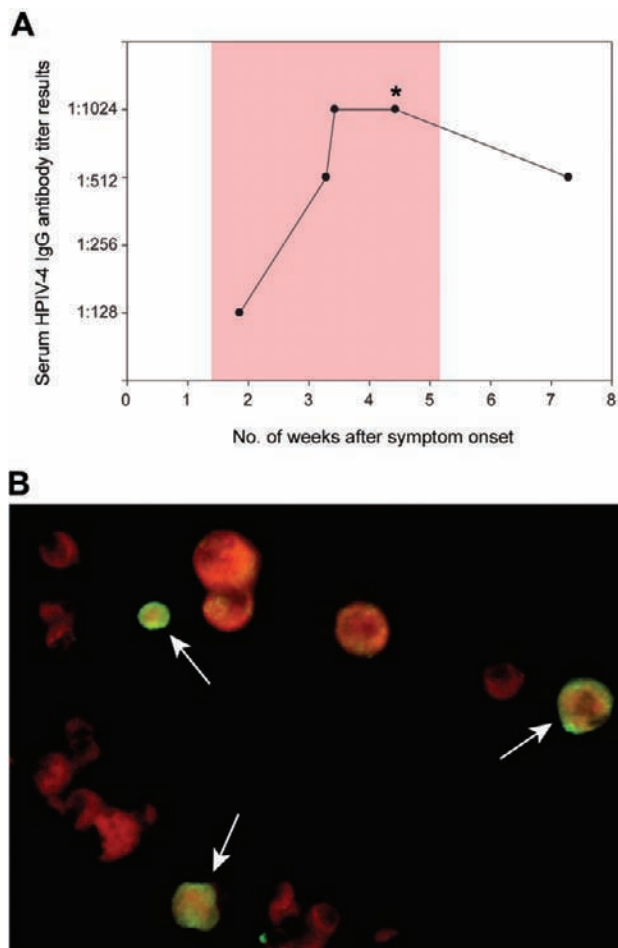 A
Serum HPIV-4 IgG antibody titer results
1:1024
1:512
1:256
1:128
*
0 1 2 3 4 5 6 7 8
No. of weeks after symptom onset
B